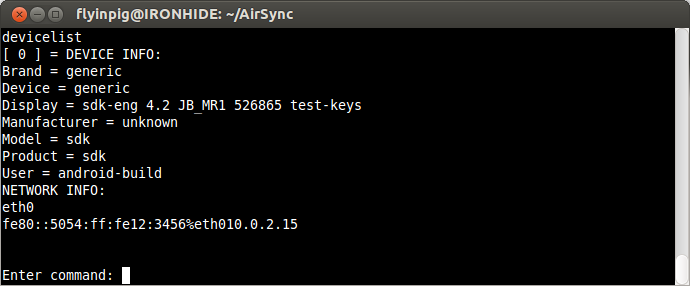 flyinpig@IRONHIDE: ~/AirSync
devicelist
[ 0 ] = DEVICE INFO:
Brand = generic
Device = generic
Display = sdk-eng 4.2 JB_MR1 526865 test-keys
Manufacturer = unknown
Model = sdk
Product = sdk
User = android-build
NETWORK INFO:
eth0
fe80::5054:ff:fe12:3456%eth010.0.2.15
Enter command: